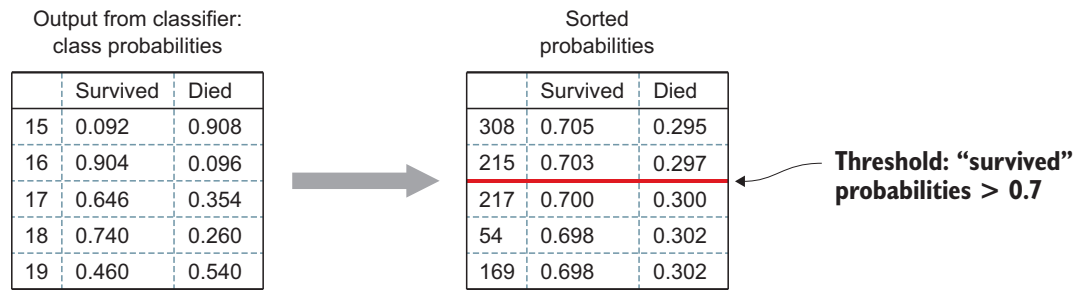 Output from classifier:
class probabilities
Survived Died
15 0.092 0.908
16 0.904 0.096
17 0.646 0.354
18 0.740 0.260
19 0.460 0.540
Sorted
probabilities
Survived Died
308 0.705 0.295
215 0.703 0.297
217 0.700 0.300
54 0.698 0.302
169 0.698 0.302
Threshold: “survived”
probabilities > 0.7